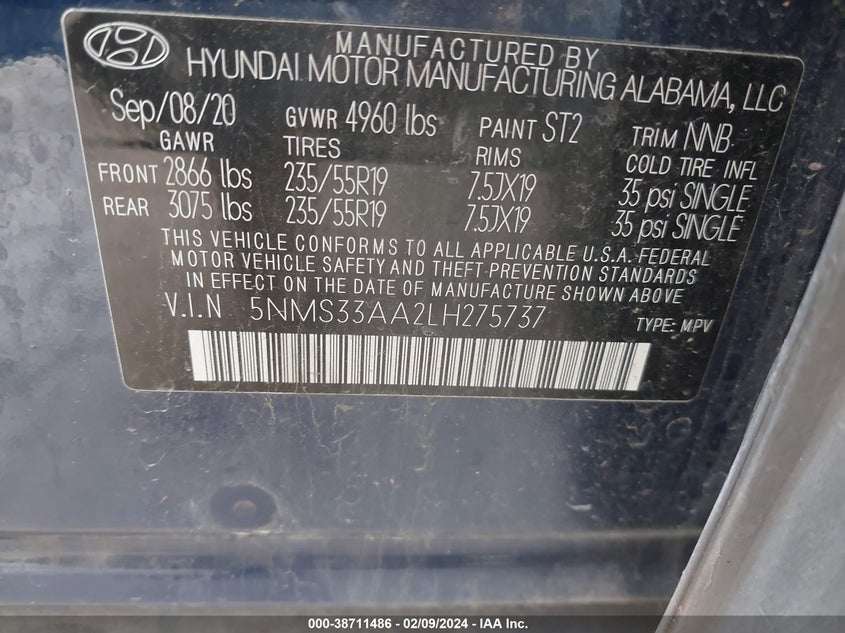 MANUFACTURED BY
HYUNDAI MOTOR MANUFACTURING ALABAMA, LLC
Sep/08/20 GVWR 4960 lbs PAINT ST2 TRIM NNB
GAWR TIRES RIMS COLD TIRE INFL
FRONT 2866 lbs 235/55R19 7.5JX19 35 psi SINGLE
REAR 3075 lbs 235/55R19 7.5JX19 35 psi SINGLE
THIS VEHICLE CONFORMS TO ALL APPLICABLE U.S.A. FEDERAL
MOTOR VEHICLE SAFETY AND THEFT PREVENTION STANDARDS
IN EFFECT ON THE DATE OF MANUFACTURE SHOWN ABOVE
V.I.N 5NMS33AA2LH275737 TYPE: MPV
000-38711486 - 02/09/2024 - IAA Inc.